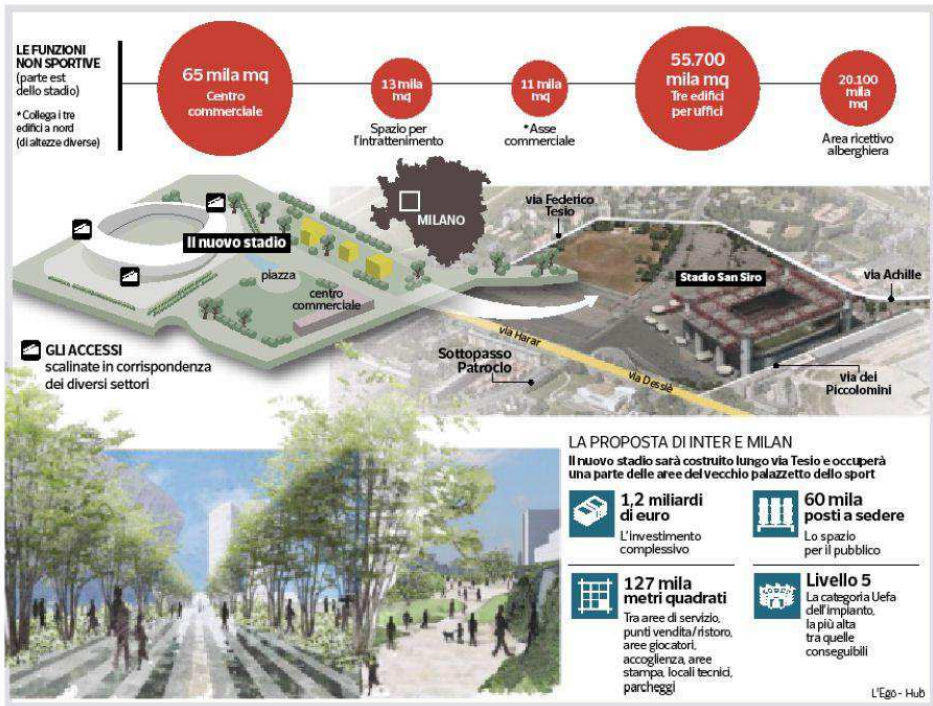 LE FUNZIONI
NON SPORTIVE
(parte est
dello stadio)
*Collega i tre
edifici a nord
(di altezze diverse)
65 mila mq
Centro
commerciale
13 mila
mq
Spazio per
l'intrattenimento
11 mila
mq
*Asse
commerciale
55.700
mila mq
Tre edifici
per uffici
20.100
mila
mq
Area ricettivo
alberghiera
MILANO
via Federico
Tesio
Il nuovo stadio
piazza
centro
commerciale
Stadio San Siro
via Achille
via Harar
Sottopasso
Patroclo
via Dessiè
via dei
Piccolomini
GLI ACCESSI
scalinate in corrispondenza
dei diversi settori
LA PROPOSTA DI INTER E MILAN
Il nuovo stadio sarà costruito lungo via Tesio e occuperà
una parte delle aree del vecchio palazzetto dello sport
1,2 miliardi
di euro
L'investimento
complessivo
60 mila
posti a sedere
Lo spazio
per il pubblico
127 mila
metri quadrati
Tra aree di servizio,
punti vendita/ristoro,
aree giocatori,
accoglienza, aree
stampa, locali tecnici,
parcheggi
Livello 5
La categoria Uefa
dell'impianto,
la più alta
tra quelle
conseguibili
L'Ego - Hub